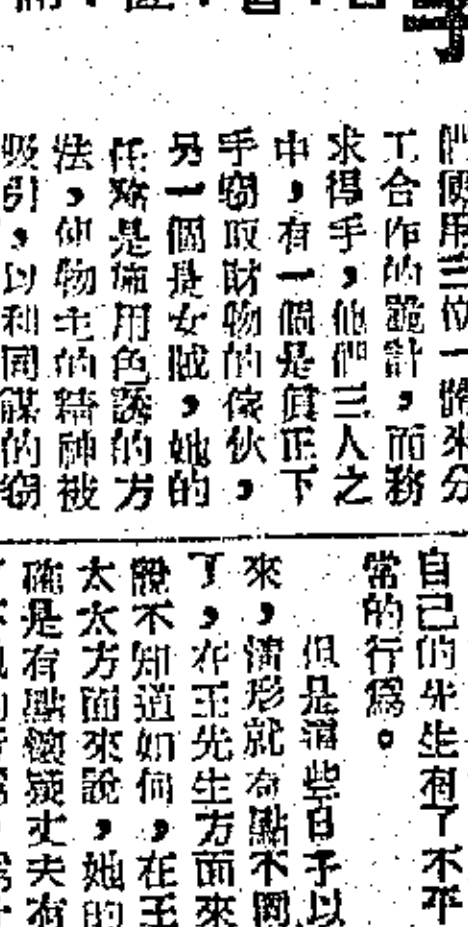 們便用三位一體來分
工合作的詭計，而務
求得手，他們三人之
中，有一個是眞正下
手竊取財物的傢伙，
另一個是女賊，她的
任務是施用色誘的方
法，使物主的精神被
吸引，以利同謀的竊
自己的先生有了不平
常的行爲。
但是這些日子以
來，情形就有點不同
了，在王先生方面來
說不知道如何，在王
太太方面來說，她的
確是有點懷疑丈夫有